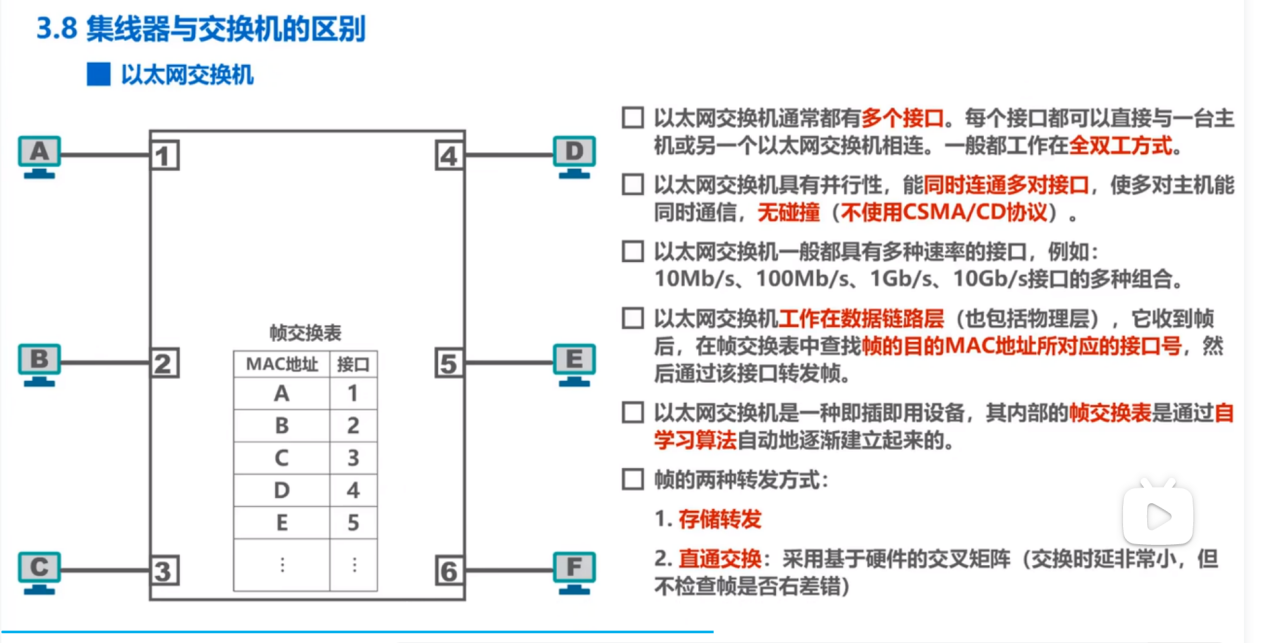 3.8 集线器与交换机的区别
以太网交换机
A
1
4
D
B
2
5
E
C
3
6
F
帧交换表
MAC地址 接口
A 1
B 2
C 3
D 4
E 5
⋮ ⋮
以太网交换机通常都有多个接口。每个接口都可以直接与一台主
机或另一个以太网交换机相连。一般都工作在全双工方式。
以太网交换机具有并行性，能同时连通多对接口，使多对主机能
同时通信，无碰撞（不使用CSMA/CD协议）。
以太网交换机一般都具有多种速率的接口，例如：
10Mb/s、100Mb/s、1Gb/s、10Gb/s接口的多种组合。
以太网交换机工作在数据链路层（也包括物理层），它收到帧
后，在帧交换表中查找帧的目的MAC地址所对应的接口号，然
后通过该接口转发帧。
以太网交换机是一种即插即用设备，其内部的帧交换表是通过自
学习算法自动地逐渐建立起来的。
帧的两种转发方式：
1. 存储转发
2. 直通交换：采用基于硬件的交叉矩阵（交换时延非常小，但
不检查帧是否右差错）